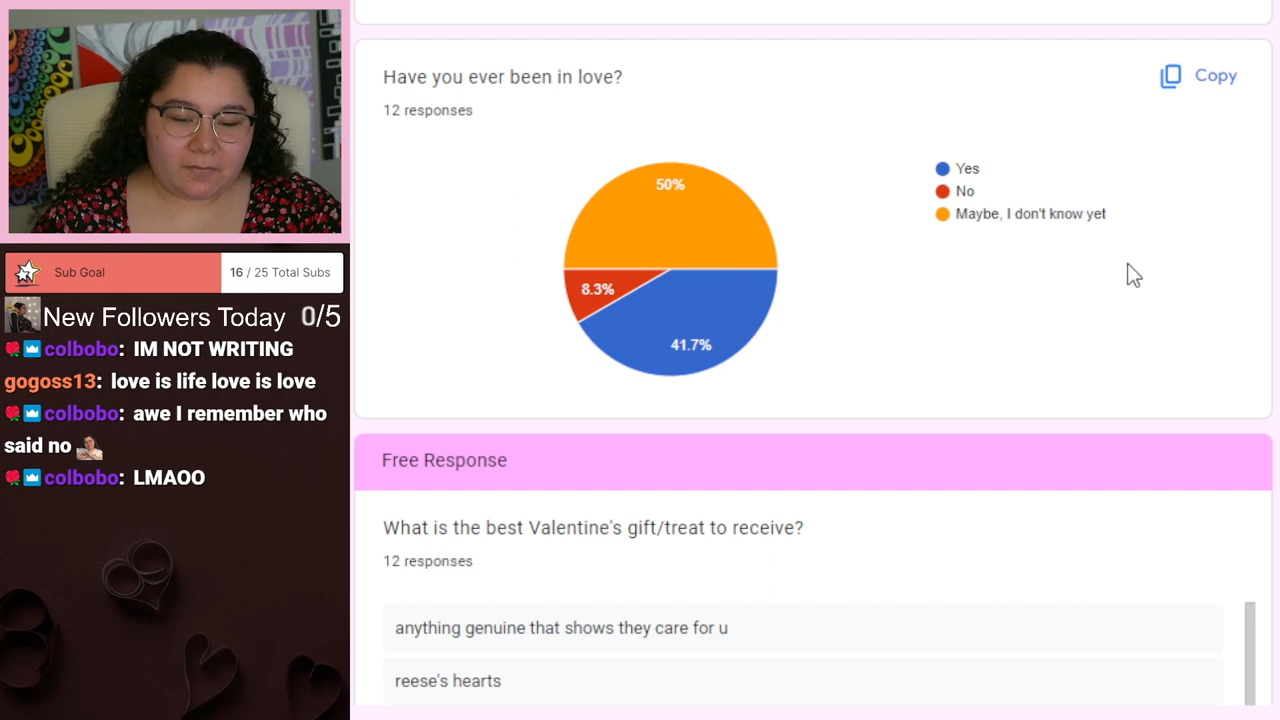 Sub Goal
16 / 25 Total Subs
New Followers Today 0/5
colbobo: IM NOT WRITING
gogoss13: love is life love is love
colbobo: awe I remember who
said no
colbobo: LMAOO
Have you ever been in love?
Copy
12 responses
50%
8.3%
41.7%
Yes
No
Maybe, I don't know yet
Free Response
What is the best Valentine's gift/treat to receive?
12 responses
anything genuine that shows they care for u
reese's hearts